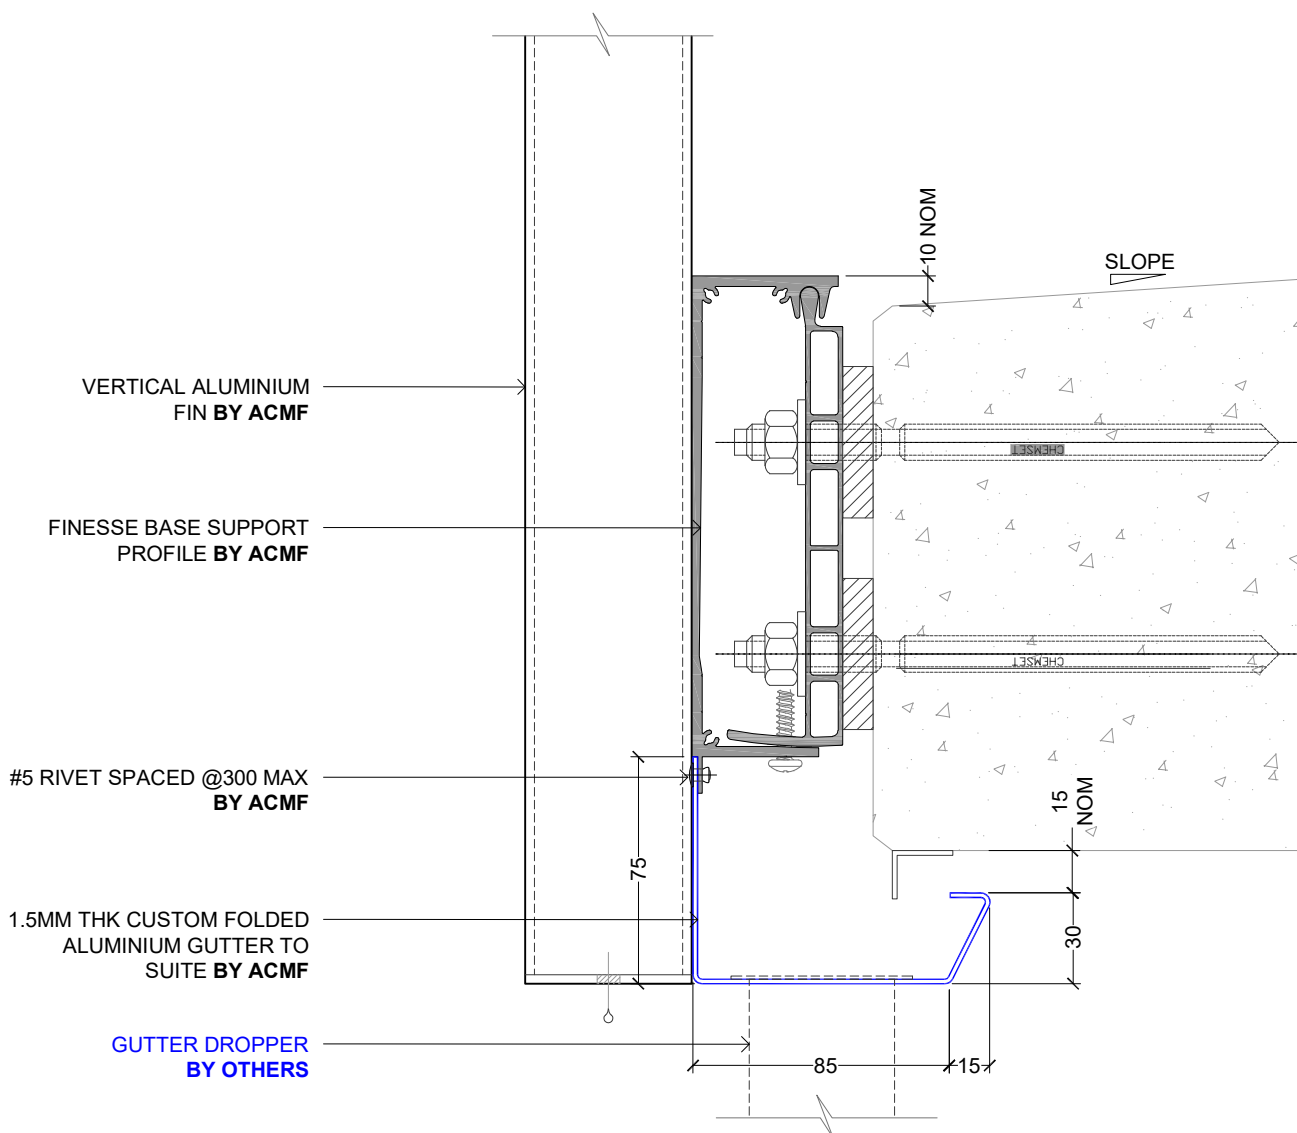 10 NOM
SLOPE
VERTICAL ALUMINIUM
FIN BY ACMF
CHEMSET
FINESSE BASE SUPPORT
PROFILE BY ACMF
CHEMSET
#5 RIVET SPACED @300 MAX
BY ACMF
15
NOM
75
1.5MM THK CUSTOM FOLDED
ALUMINIUM GUTTER TO
SUITE BY ACMF
30
GUTTER DROPPER
BY OTHERS
85
15